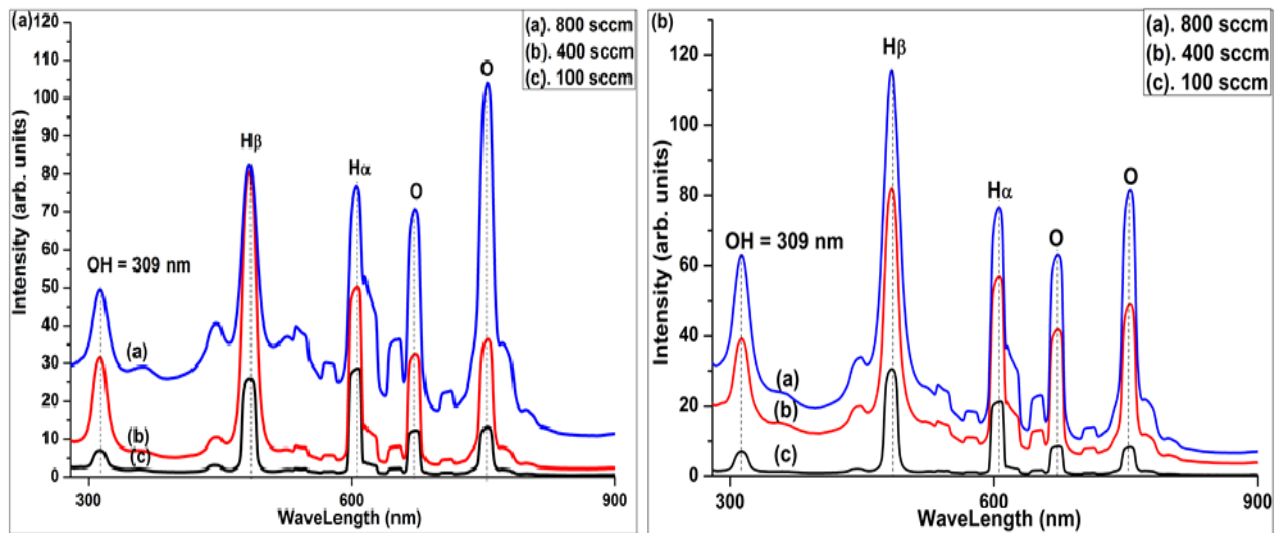 (a)
120
110
100
90
80
70
60
50
40
30
20
10
0
Intensity (arb. units)
(a). 800 sccm
(b). 400 sccm
(c). 100 sccm
O
Hβ
Hα
O
OH = 309 nm
(a)
(b)
(c)
300
600
900
WaveLength (nm)
(b)
120
100
80
60
40
20
0
Intensity (arb. units)
(a). 800 sccm
(b). 400 sccm
(c). 100 sccm
Hβ
Hα
O
O
OH = 309 nm
(a)
(b)
(c)
300
600
900
WaveLength (nm)